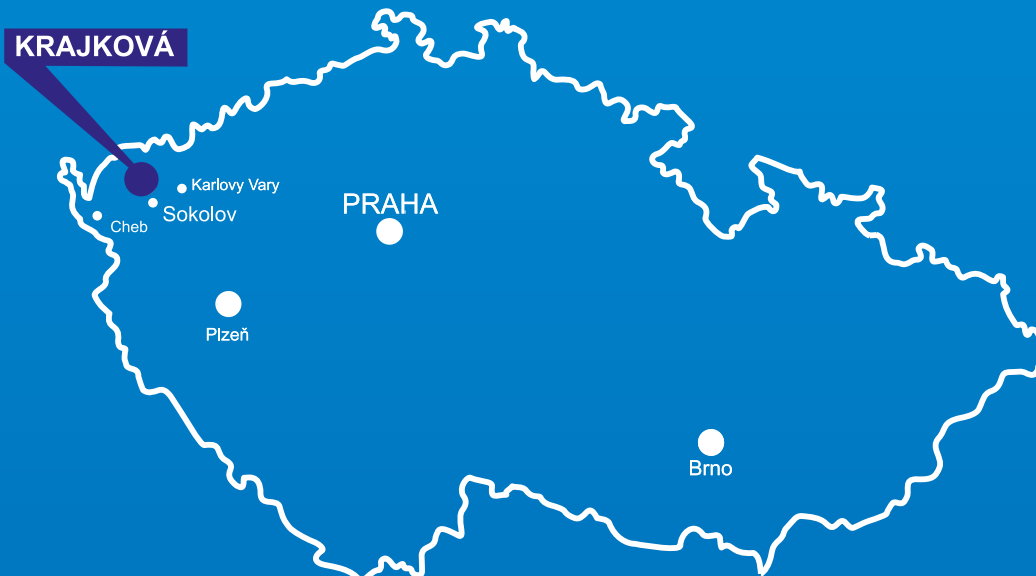 KRAJKOVÁ
Karlovy Vary
PRAHA
Sokolov
Cheb
Plzeň
Brno